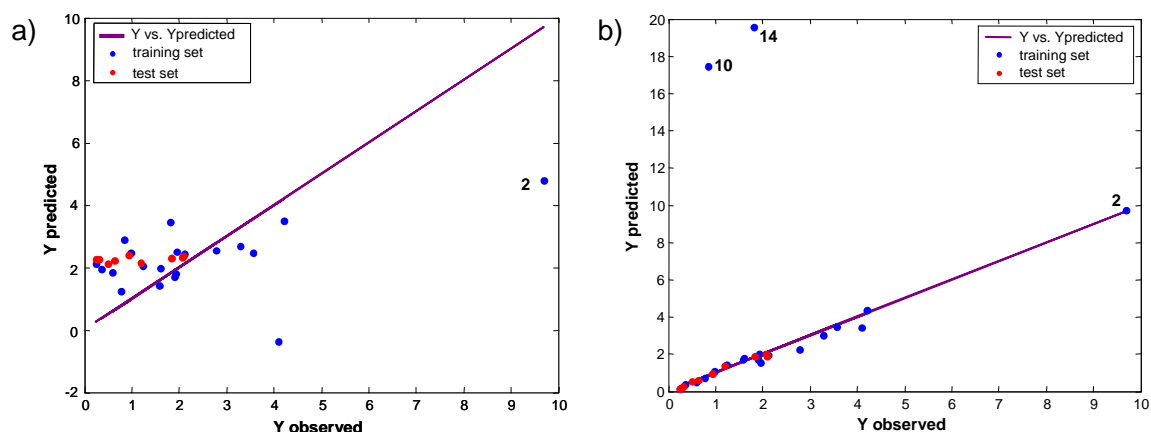 a)
10
8
6
4
2
0
-2
Y predicted
Y vs. Ypredicted
training set
test set
2
0 1 2 3 4 5 6 7 8 9 10
Y observed
b)
20
18
16
14
12
10
8
6
4
2
0
Y predicted
14
10
Y vs. Ypredicted
training set
test set
2
0 1 2 3 4 5 6 7 8 9 10
Y observed